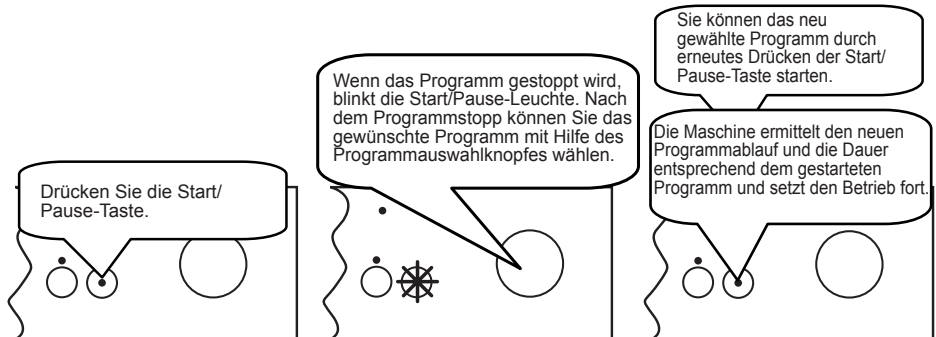 Drücken Sie die Start/
Pause-Taste.
Wenn das Programm gestoppt wird,
blinkt die Start/Pause-Leuchte. Nach
dem Programmstopp können Sie das
gewünschte Programm mit Hilfe des
Programmauswahlknopfes wählen.
Sie können das neu
gewählte Programm durch
erneutes Drücken der Start/
Pause-Taste starten.
Die Maschine ermittelt den neuen
Programmablauf und die Dauer
entsprechend dem gestarteten
Programm und setzt den Betrieb fort.